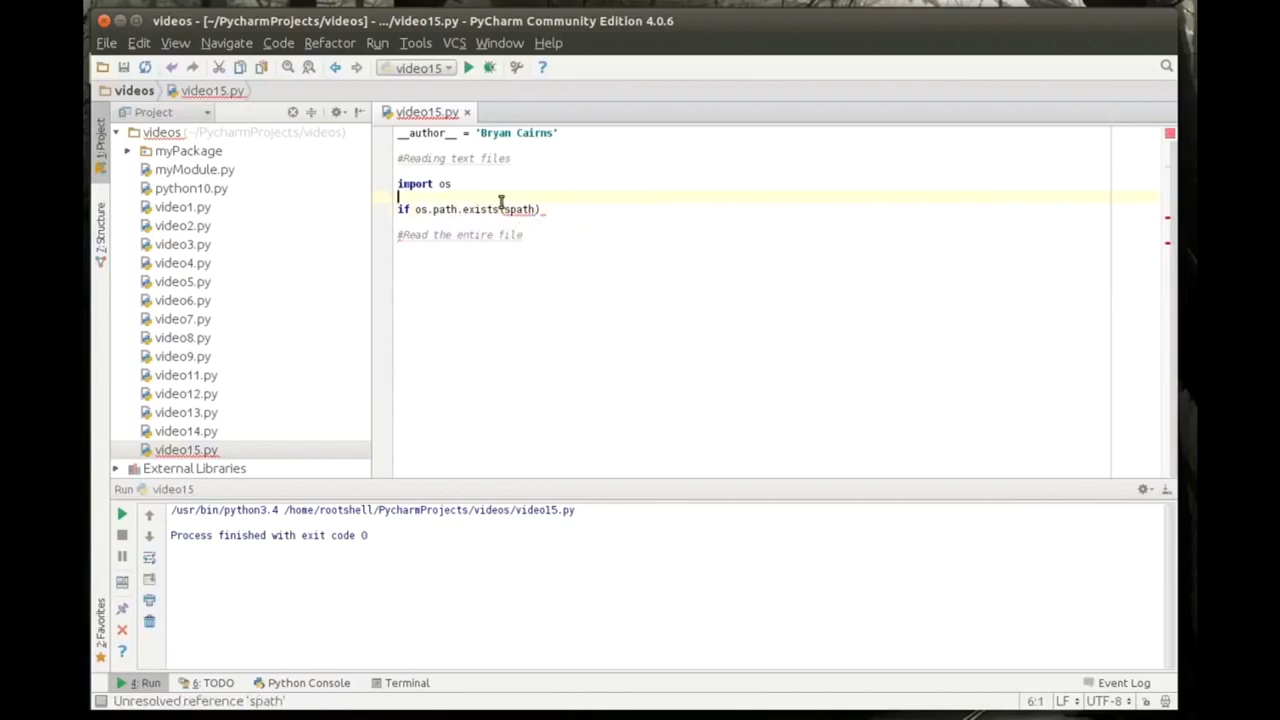 videos - [~/PycharmProjects/videos] - .../video15.py - PyCharm Community Edition 4.0.6
File Edit View Navigate Code Refactor Run Tools VCS Window Help
video15
videos video15.py
Project
video15.py
1: Project
Z: Structure
2: Favorites
videos (~/PycharmProjects/videos)
myPackage
myModule.py
python10.py
video1.py
video2.py
video3.py
video4.py
video5.py
video6.py
video7.py
video8.py
video9.py
video11.py
video12.py
video13.py
video14.py
video15.py
External Libraries
__author__ = 'Bryan Cairns'
#Reading text files
import os
if os.path.exists(spath)
#Read the entire file
Run video15
/usr/bin/python3.4 /home/rootshell/PycharmProjects/videos/video15.py
Process finished with exit code 0
4: Run 6: TODO Python Console Terminal Event Log
Unresolved reference 'spath' 6:1 LF UTF-8